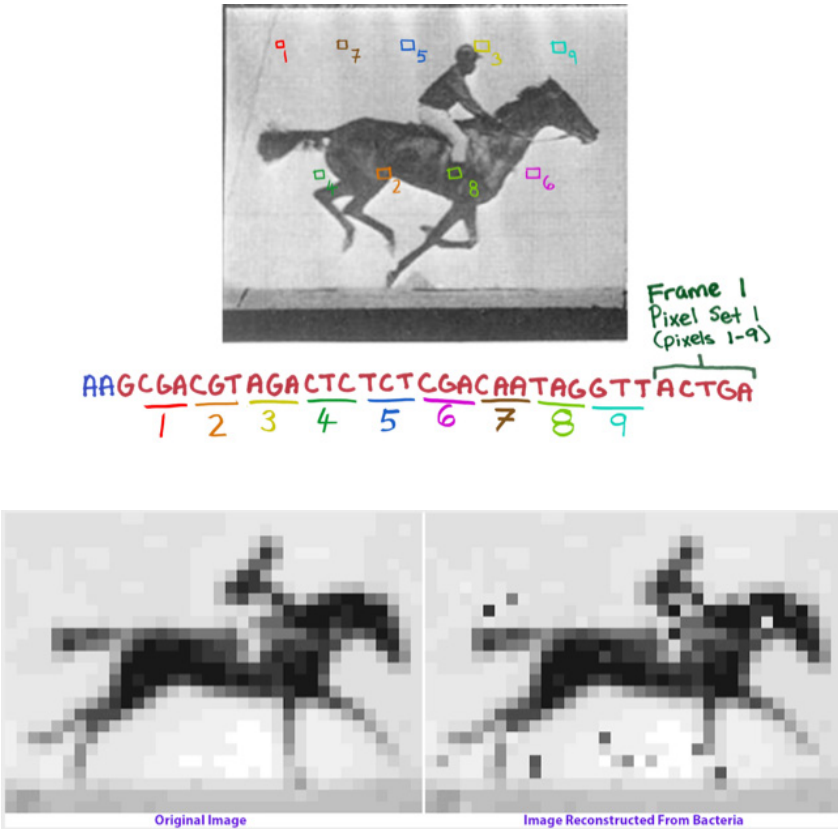 1 7 5 3 9
4 2 8 6
Frame 1
Pixel Set 1
(pixels 1-9)
AAGCGACGTAGACTCTCTCGACAATAGGTTACTGA
1 2 3 4 5 6 7 8 9
Original Image
Image Reconstructed From Bacteria